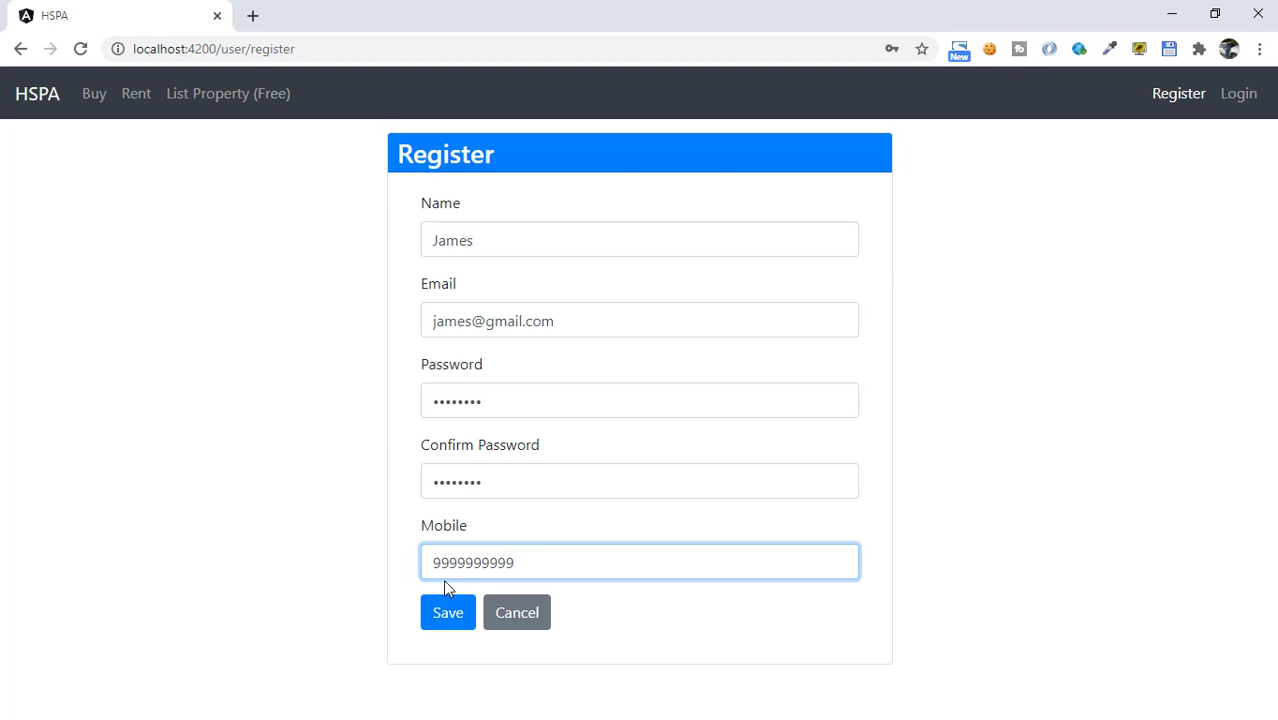 HSPA
localhost:4200/user/register
New
HSPA Buy Rent List Property (Free) Register Login
Register
Name
James
Email
james@gmail.com
Password
••••••••
Confirm Password
••••••••
Mobile
9999999999
Save Cancel